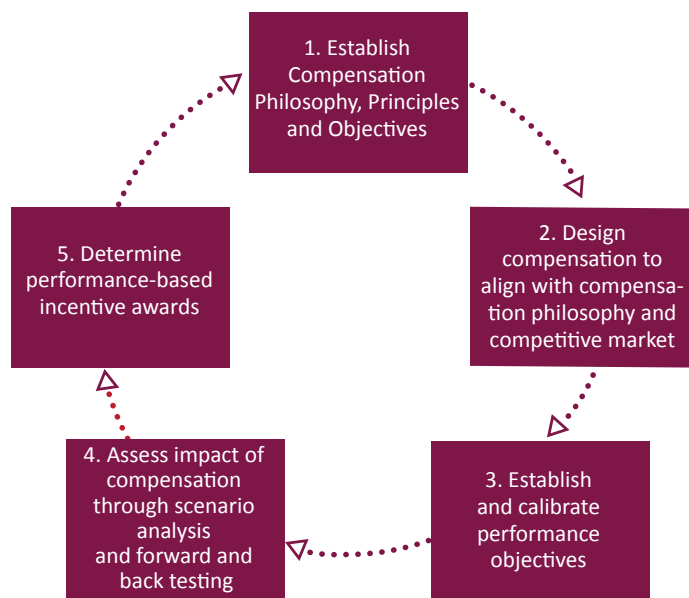 1. Establish
Compensation
Philosophy, Principles
and Objectives
2. Design
compensation to
align with compensa-
tion philosophy and
competitive market
3. Establish
and calibrate
performance
objectives
4. Assess impact of
compensation
through scenario
analysis
and forward and
back testing
5. Determine
performance-based
incentive awards